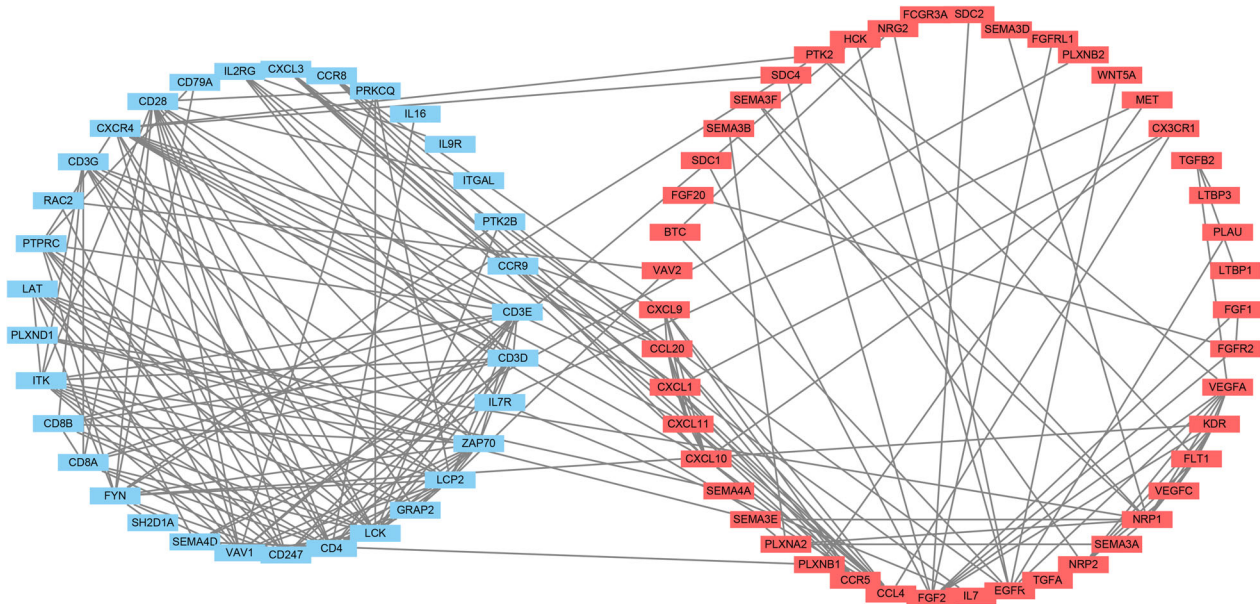 IL2RG
CXCL3
CCR8
PRKCQ
IL16
IL9R
ITGAL
PTK2B
CCR9
CD3E
CD3D
IL7R
ZAP70
LCP2
GRAP2
LCK
CD4
CD247
VAV1
SEMA4D
SH2D1A
FYN
CD8A
CD8B
ITK
PLXND1
LAT
PTPRC
RAC2
CD3G
CXCR4
CD28
CD79A
FCGR3A
SDC2
SEMA3D
FGFRL1
PLXNB2
WNT5A
MET
CX3CR1
TGFB2
LTBP3
PLAU
LTBP1
FGF1
FGFR2
VEGFA
KDR
FLT1
VEGFC
NRP1
SEMA3A
NRP2
TGFA
EGFR
IL7
FGF2
CCL4
CCR5
PLXNB1
PLXNA2
SEMA3E
SEMA4A
CXCL10
CXCL11
CXCL1
CCL20
CXCL9
VAV2
BTC
FGF20
SDC1
SEMA3B
SEMA3F
SDC4
PTK2
HCK
NRG2